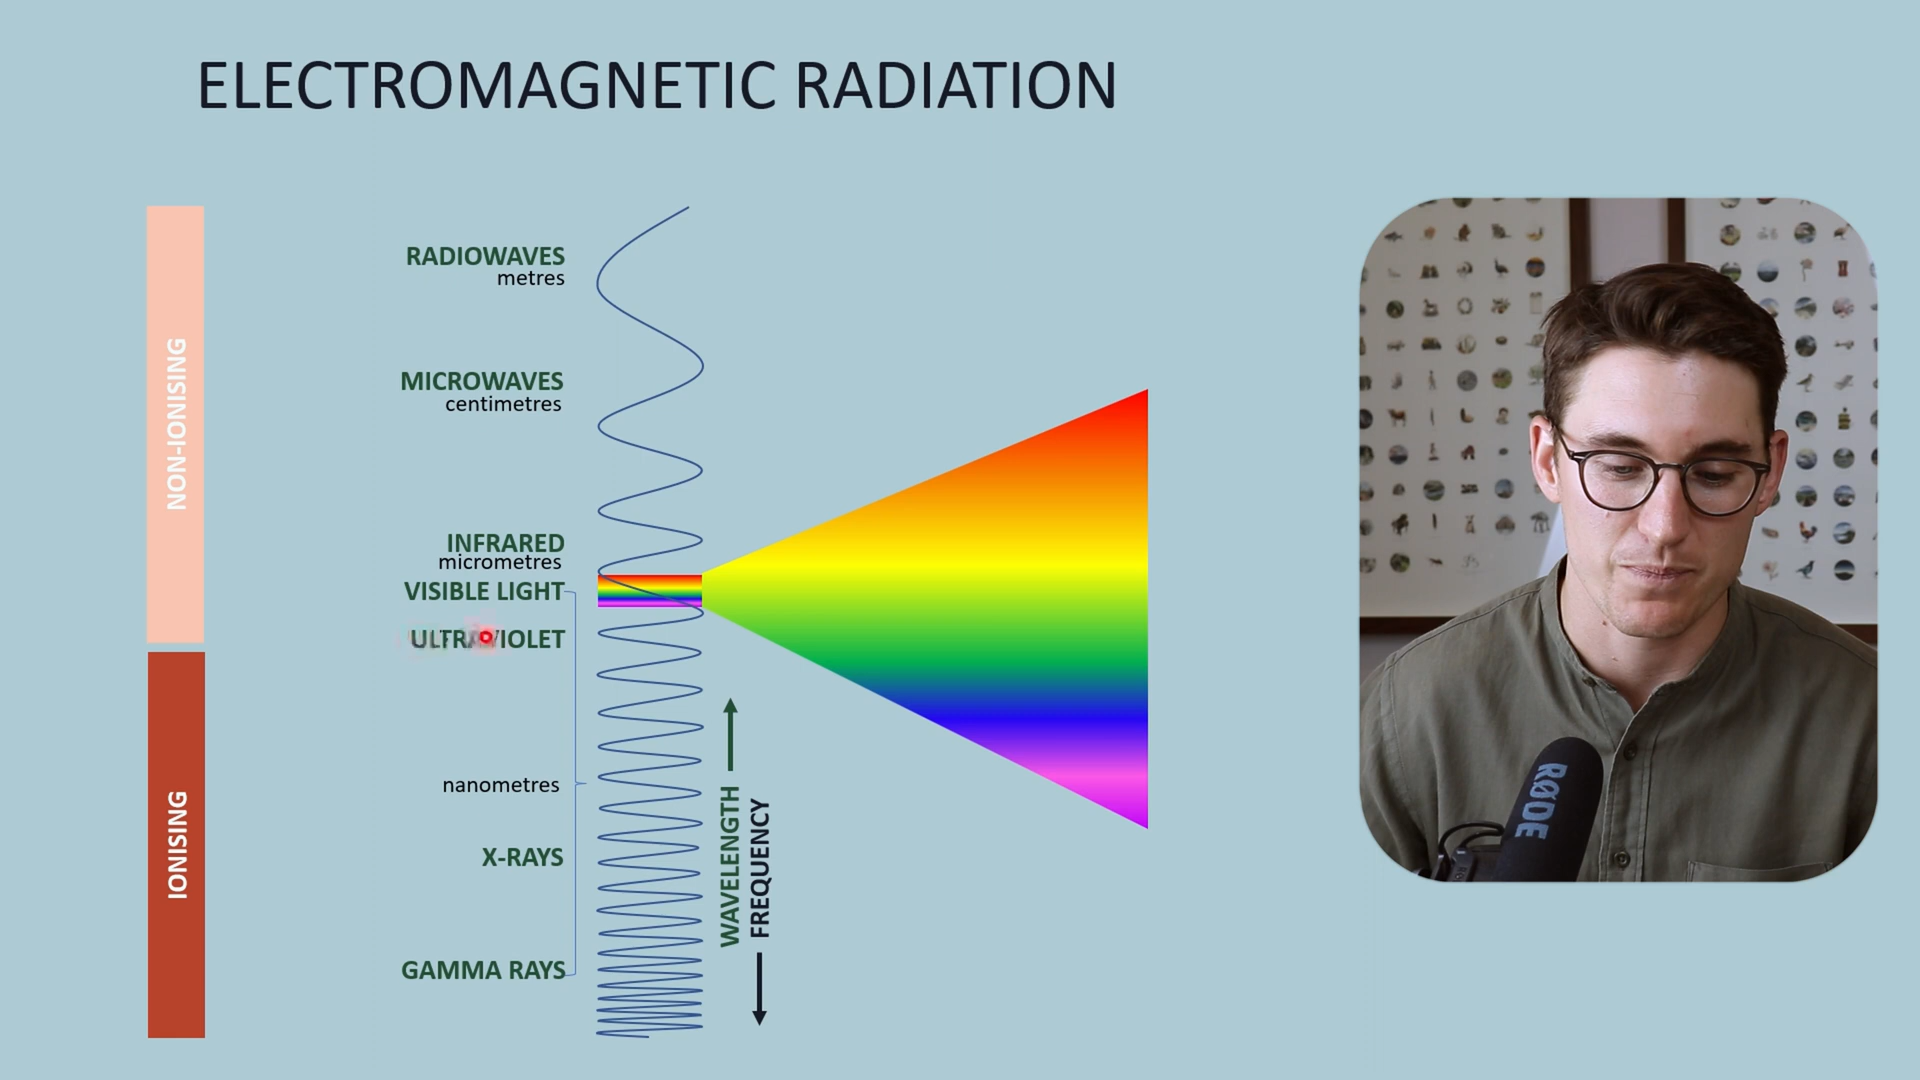 ELECTROMAGNETIC RADIATION
NON-IONISING
IONISING
RADIOWAVES
metres
MICROWAVES
centimetres
INFRARED
micrometres
VISIBLE LIGHT
ULTRAVIOLET
nanometres
X-RAYS
GAMMA RAYS
WAVELENGTH
FREQUENCY
RØDE